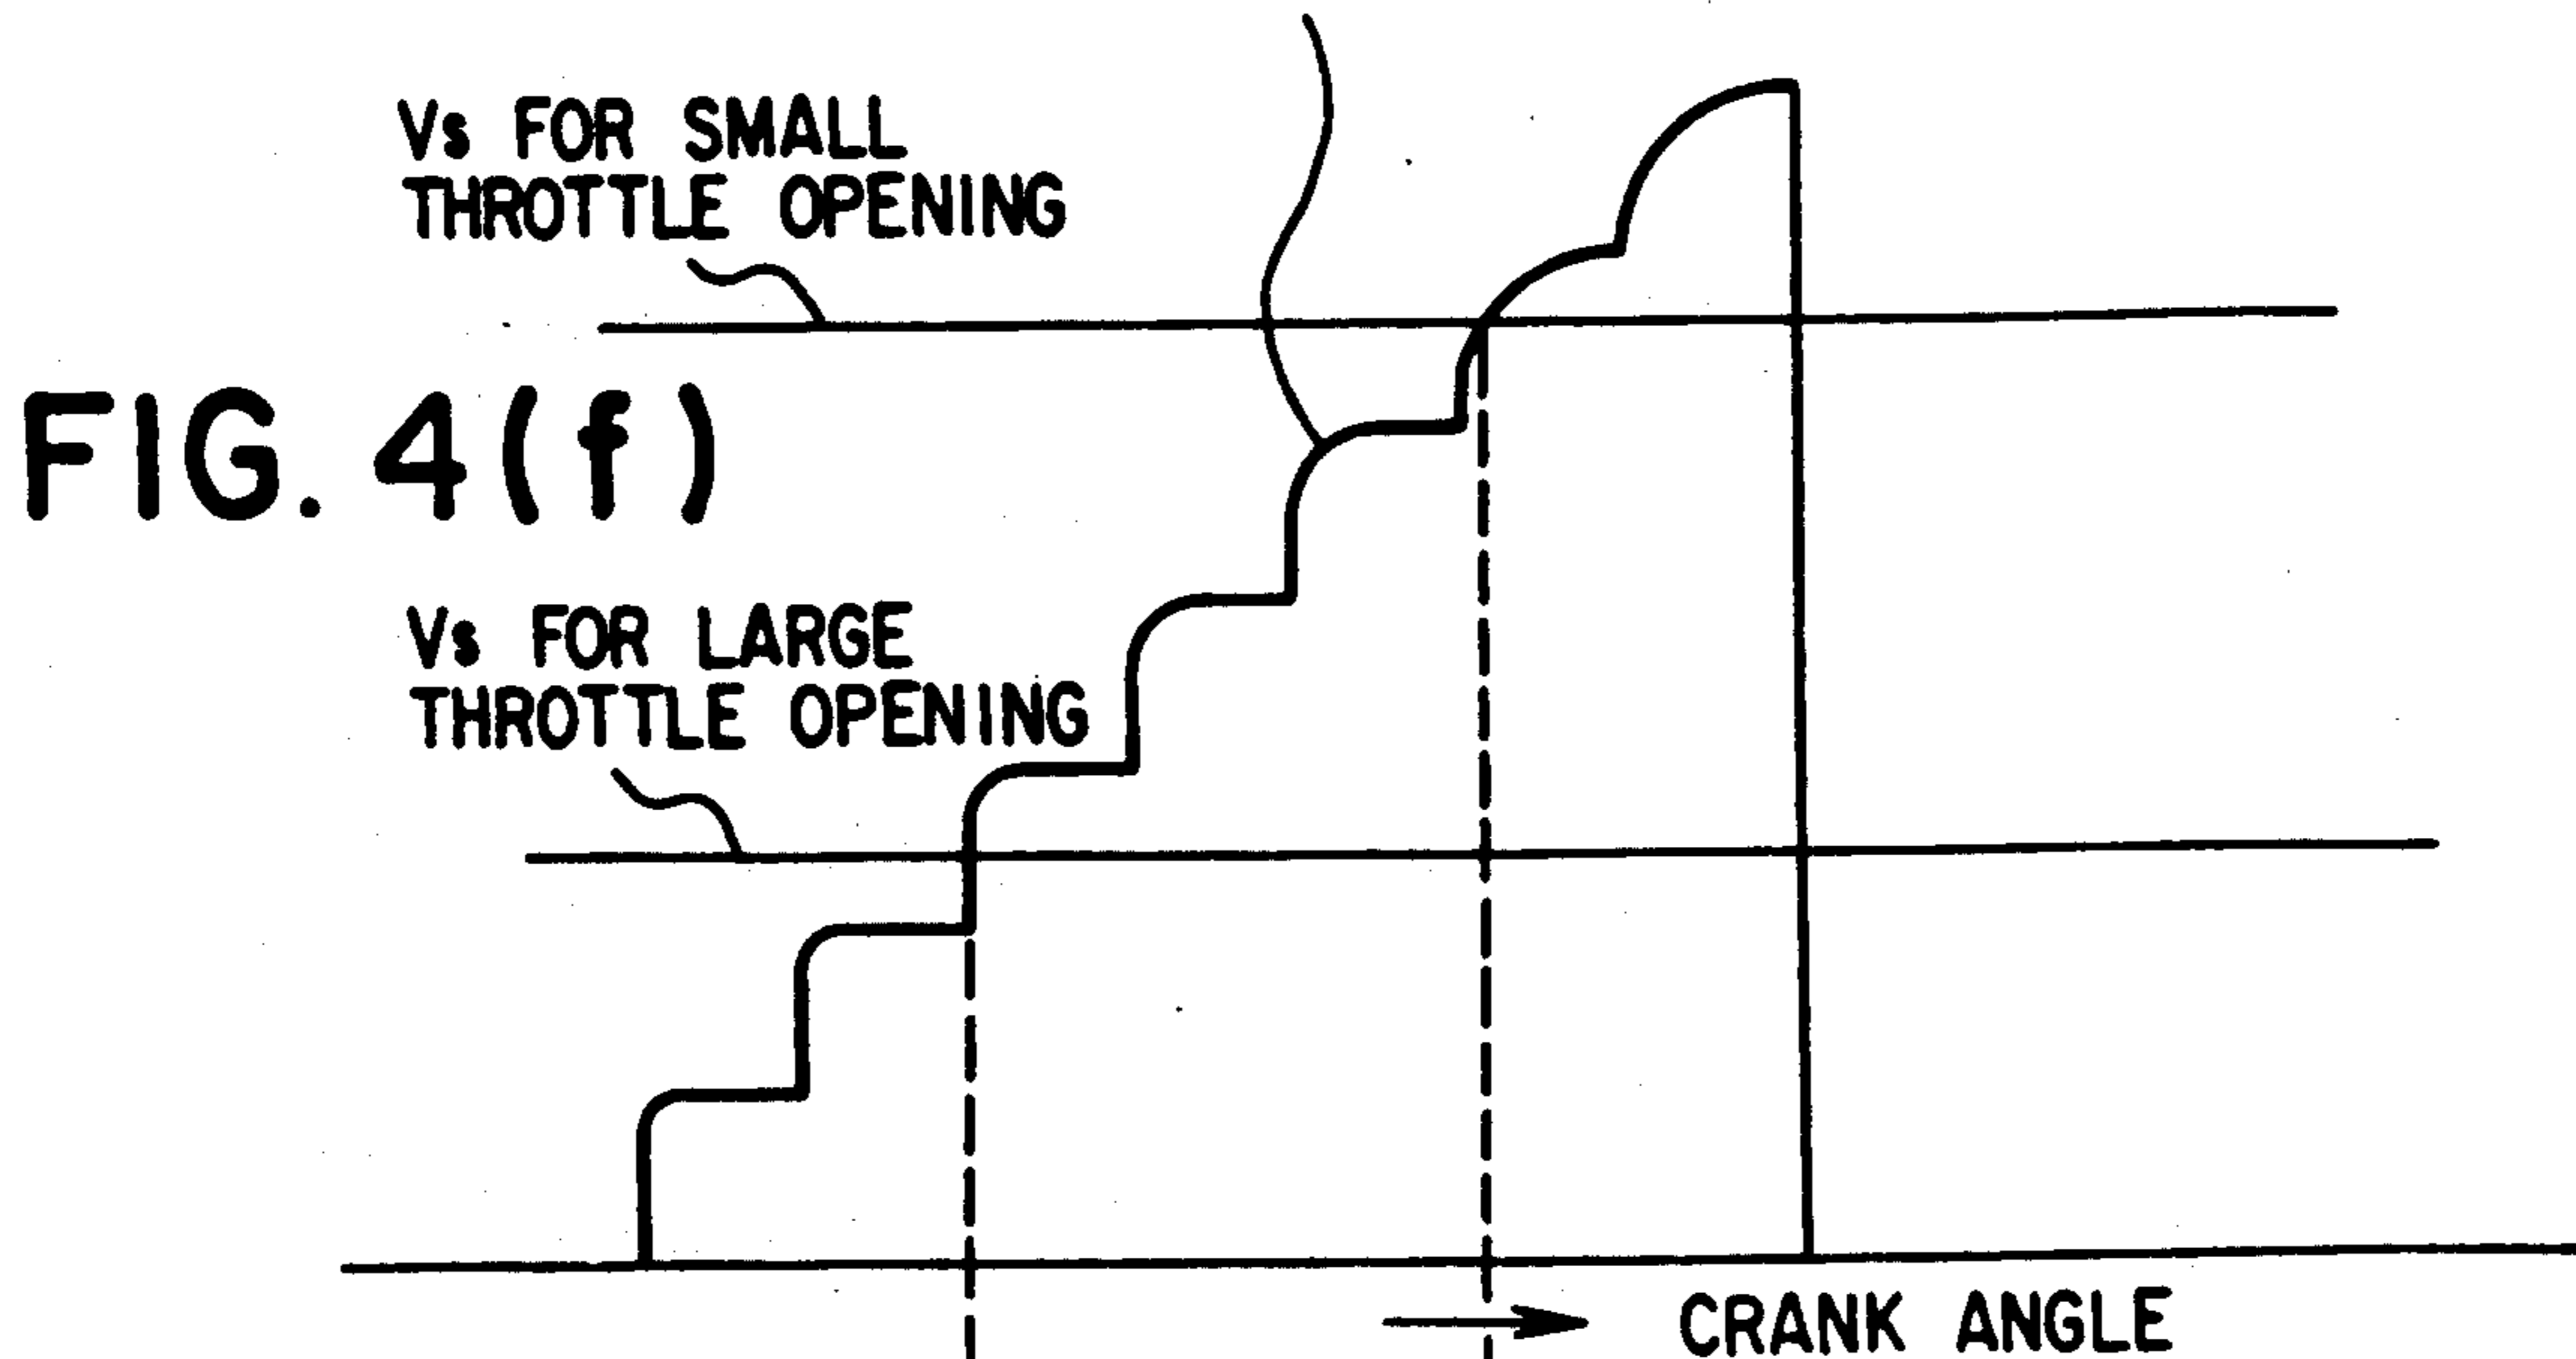 Vs FOR SMALL
THROTTLE OPENING
FIG. 4(f)
Vs FOR LARGE
THROTTLE OPENING
CRANK ANGLE